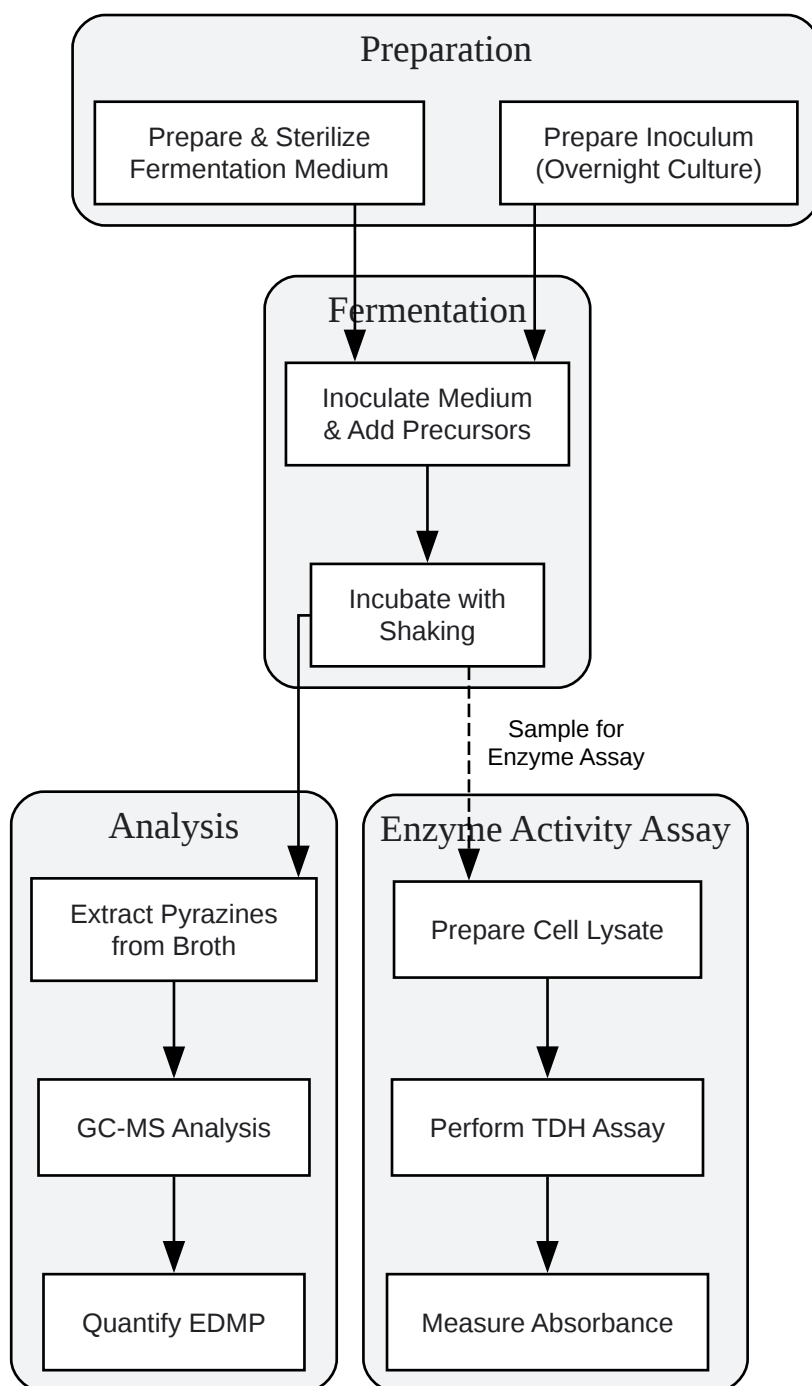 Preparation
Prepare & Sterilize
Fermentation Medium
Prepare Inoculum
(Overnight Culture)
Fermentation
Inoculate Medium
& Add Precursors
Incubate with
Shaking
Sample for
Enzyme Assay
Analysis
Extract Pyrazines
from Broth
GC-MS Analysis
Quantify EDMP
Enzyme Activity Assay
Prepare Cell Lysate
Perform TDH Assay
Measure Absorbance